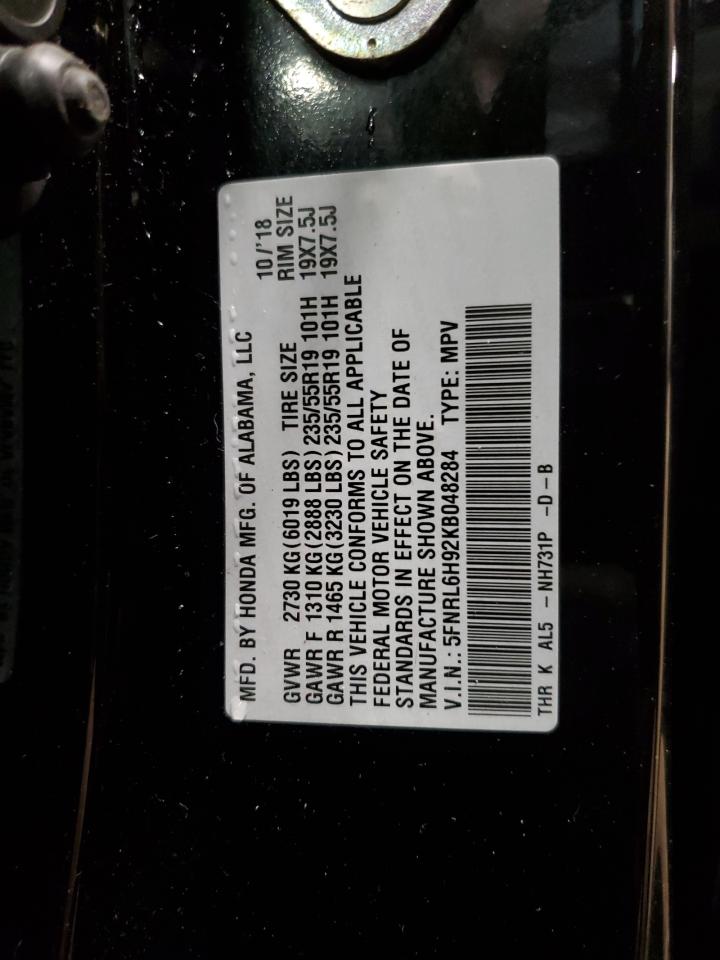 MFD. BY HONDA MFG. OF ALABAMA, LLC 10/'18
GVWR 2730 KG (6019 LBS) TIRE SIZE RIM SIZE
GAWR F 1310 KG (2888 LBS) 235/55R19 101H 19X7.5J
GAWR R 1465 KG (3230 LBS) 235/55R19 101H 19X7.5J
THIS VEHICLE CONFORMS TO ALL APPLICABLE
FEDERAL MOTOR VEHICLE SAFETY
STANDARDS IN EFFECT ON THE DATE OF
MANUFACTURE SHOWN ABOVE.
V.I.N.: 5FNRL6H92KB048284 TYPE: MPV
THR K AL5 - NH731P -D-B